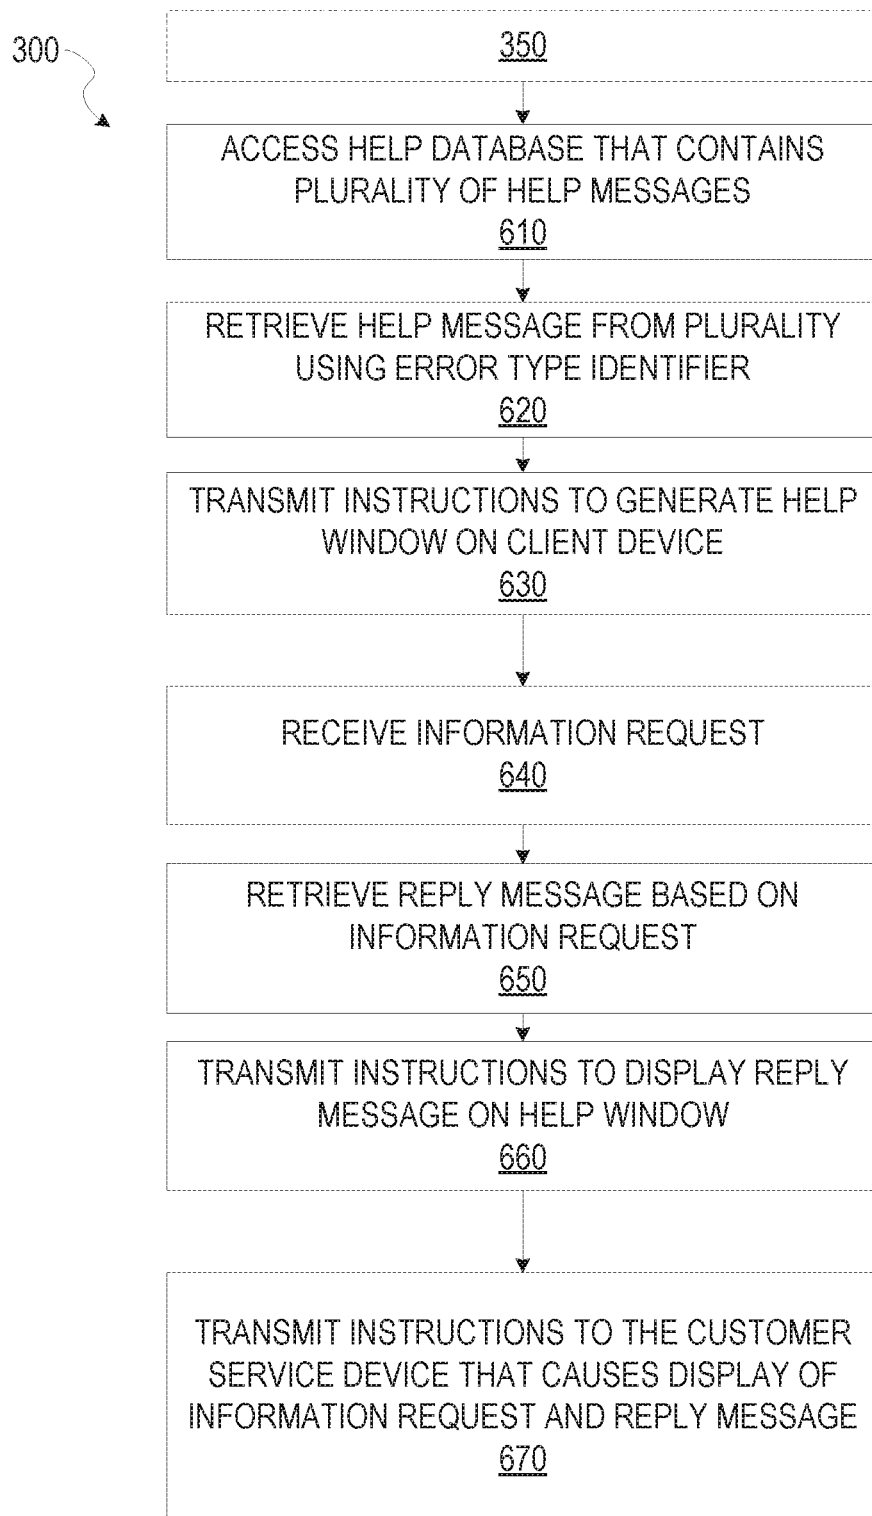 300
350
ACCESS HELP DATABASE THAT CONTAINS
PLURALITY OF HELP MESSAGES
610
RETRIEVE HELP MESSAGE FROM PLURALITY
USING ERROR TYPE IDENTIFIER
620
TRANSMIT INSTRUCTIONS TO GENERATE HELP
WINDOW ON CLIENT DEVICE
630
RECEIVE INFORMATION REQUEST
640
RETRIEVE REPLY MESSAGE BASED ON
INFORMATION REQUEST
650
TRANSMIT INSTRUCTIONS TO DISPLAY REPLY
MESSAGE ON HELP WINDOW
660
TRANSMIT INSTRUCTIONS TO THE CUSTOMER
SERVICE DEVICE THAT CAUSES DISPLAY OF
INFORMATION REQUEST AND REPLY MESSAGE
670